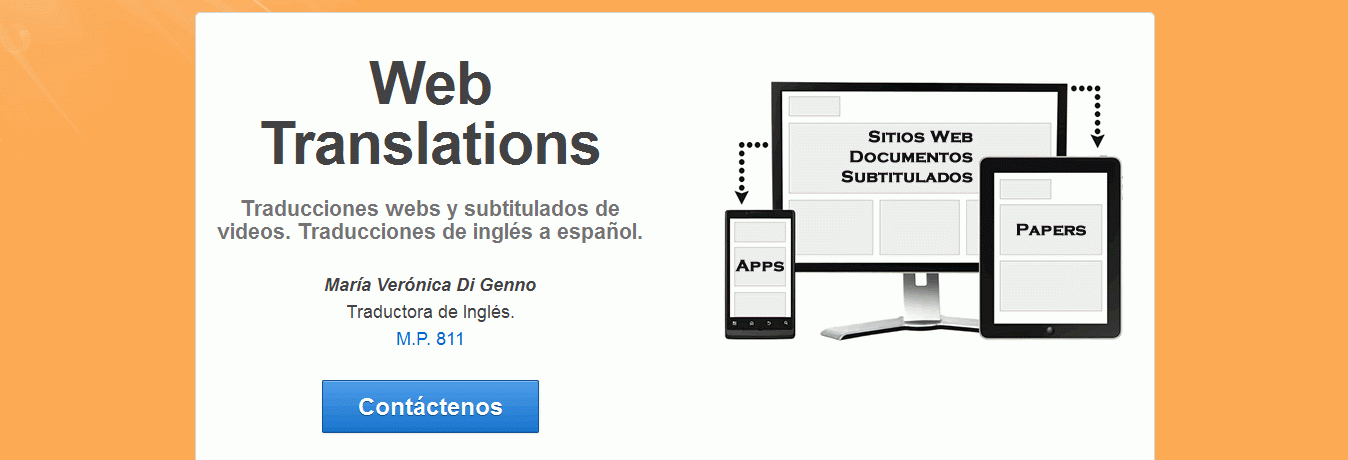 Web
Translations
Traducciones webs y subtitulados de
videos. Traducciones de inglés a español.
María Verónica Di Genno
Traductora de Inglés.
M.P. 811
Contáctenos
Sitios Web
Documentos
Subtitulados
Apps
Papers